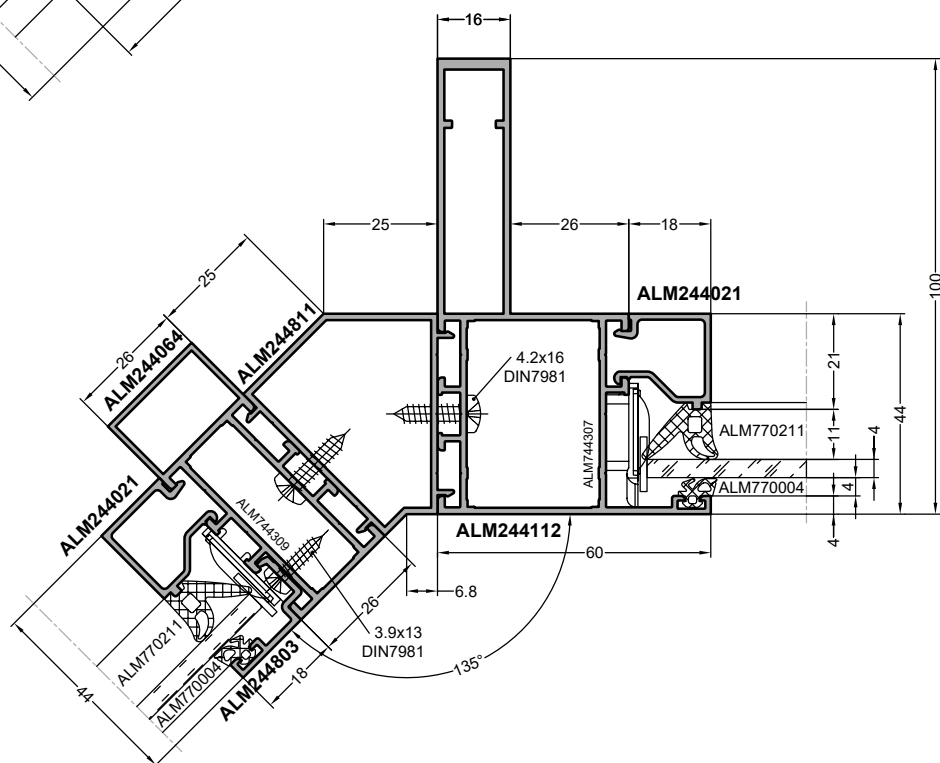 16
25
26
18
100
25
26
ALM244064
ALM244811
ALM244021
4.2x16
DIN7981
ALM744307
21
11
4
44
ALM770211
4
ALM770004
4
ALM244021
ALM744309
ALM244112
60
6.8
26
3.9x13
DIN7981
135°
18
ALM770211
ALM770004
ALM244803
44